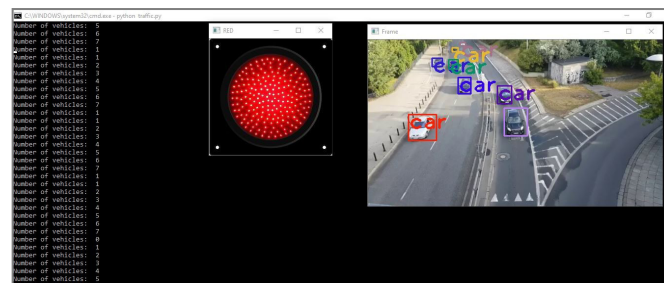 C:\WINDOWS\system32\cmd.exe - python traffic.py
Number of vehicles: 5
Number of vehicles: 6
Number of vehicles: 7
Number of vehicles: 1
Number of vehicles: 1
Number of vehicles: 2
Number of vehicles: 3
Number of vehicles: 4
Number of vehicles: 5
Number of vehicles: 6
Number of vehicles: 7
Number of vehicles: 1
Number of vehicles: 1
Number of vehicles: 2
Number of vehicles: 3
Number of vehicles: 4
Number of vehicles: 5
Number of vehicles: 6
Number of vehicles: 7
Number of vehicles: 1
Number of vehicles: 1
Number of vehicles: 2
Number of vehicles: 3
Number of vehicles: 4
Number of vehicles: 5
Number of vehicles: 6
Number of vehicles: 7
Number of vehicles: 0
Number of vehicles: 1
Number of vehicles: 2
Number of vehicles: 3
Number of vehicles: 4
Number of vehicles: 5
RED
Frame
car
car
car
car
car
car